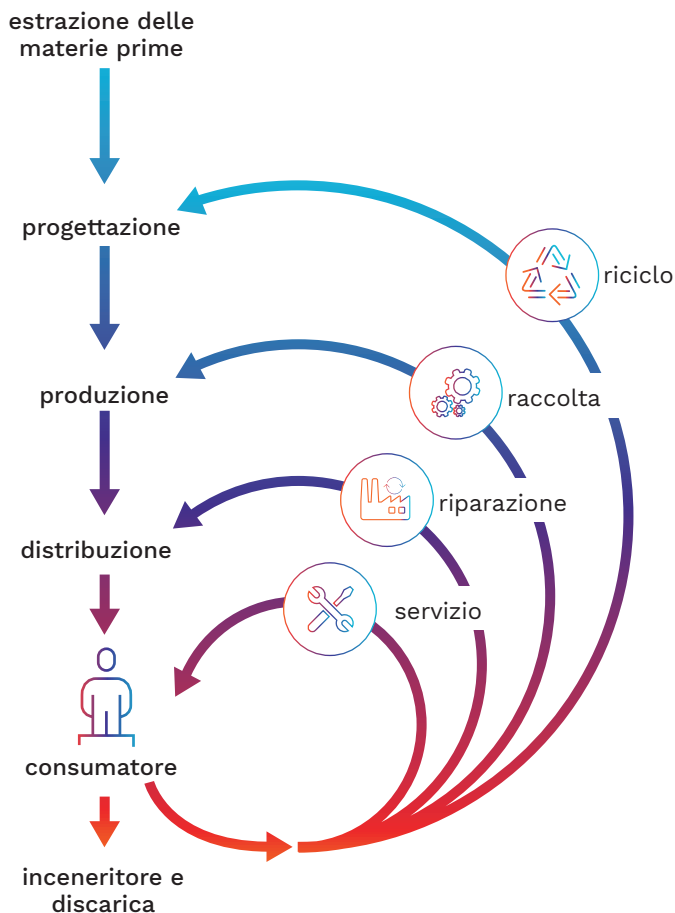 estrazione delle
materie prime
progettazione
riciclo
produzione
raccolta
riparazione
distribuzione
servizio
consumatore
inceneritore e
discarica